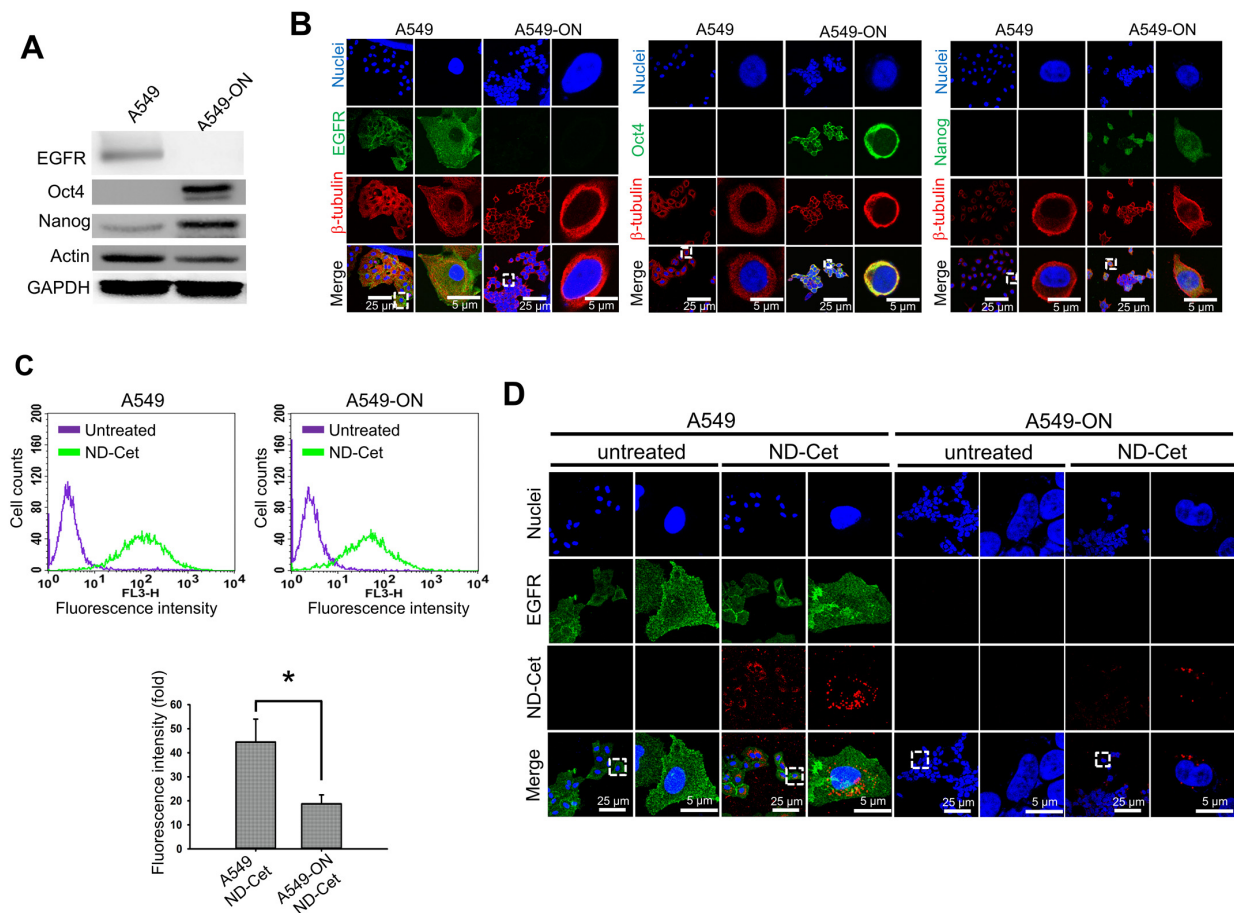 A
A549
A549-ON
EGFR
Oct4
Nanog
Actin
GAPDH
B
A549 A549-ON
Nuclei
EGFR
β-tubulin
Merge
25 µm 5 µm 25 µm 5 µm
A549 A549-ON
Nuclei
Oct4
β-tubulin
Merge
25 µm 5 µm 25 µm 5 µm
A549 A549-ON
Nuclei
Nanog
β-tubulin
Merge
25 µm 5 µm 25 µm 5 µm
C
A549
Untreated
ND-Cet
Cell counts
200
160
120
80
40
0
10⁰ 10¹ 10² 10³ 10⁴
FL3-H
Fluorescence intensity
A549-ON
Untreated
ND-Cet
Cell counts
200
160
120
80
40
0
10⁰ 10¹ 10² 10³ 10⁴
FL3-H
Fluorescence intensity
Fluorescence intensity (fold)
60
50
40
30
20
10
0
*
A549
ND-Cet
A549-ON
ND-Cet
D
A549 A549-ON
untreated ND-Cet untreated ND-Cet
Nuclei
EGFR
ND-Cet
Merge
25 µm 5 µm 25 µm 5 µm 25 µm 5 µm 25 µm 5 µm